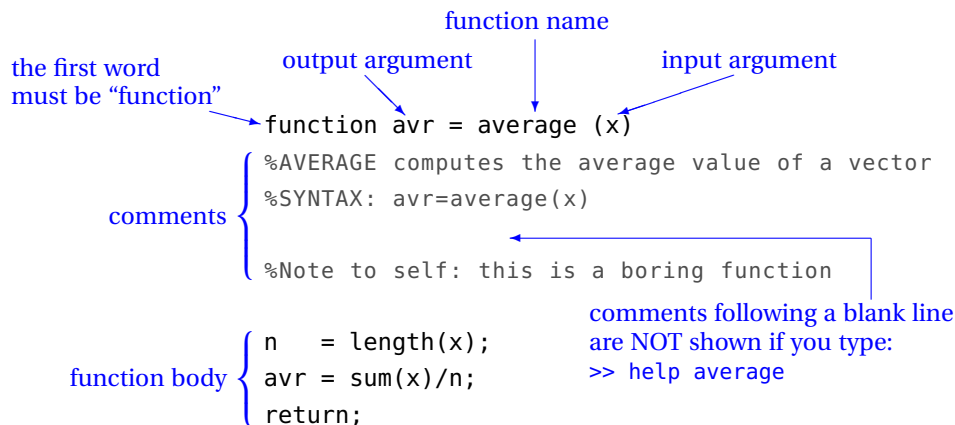 function name
output argument
input argument
the first word
must be “function”
function avr = average (x)
%AVERAGE computes the average value of a vector
%SYNTAX: avr=average(x)
comments
%Note to self: this is a boring function
comments following a blank line
are NOT shown if you type:
>> help average
n   = length(x);
function body
avr = sum(x)/n;
return;